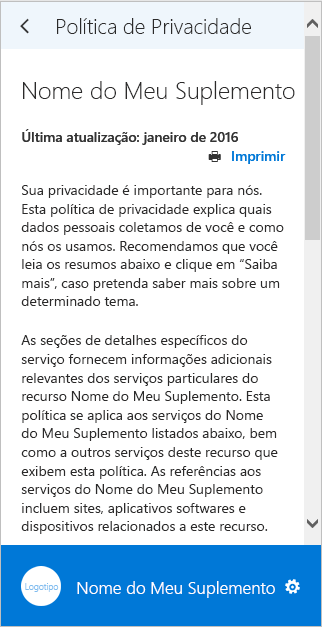 Política de Privacidade
Nome do Meu Suplemento
Última atualização: janeiro de 2016
Imprimir
Sua privacidade é importante para nós.
Esta política de privacidade explica quais
dados pessoais coletamos de você e como
nós os usamos. Recomendamos que você
leia os resumos abaixo e clique em “Saiba
mais”, caso pretenda saber mais sobre um
determinado tema.
As seções de detalhes específicos do
serviço fornecem informações adicionais
relevantes dos serviços particulares do
recurso Nome do Meu Suplemento. Esta
política se aplica aos serviços do Nome
do Meu Suplemento listados abaixo, bem
como a outros serviços deste recurso que
exibem esta política. As referências aos
serviços do Nome do Meu Suplemento
incluem sites, aplicativos softwares e
dispositivos relacionados a este recurso.
Logotipo
Nome do Meu Suplemento